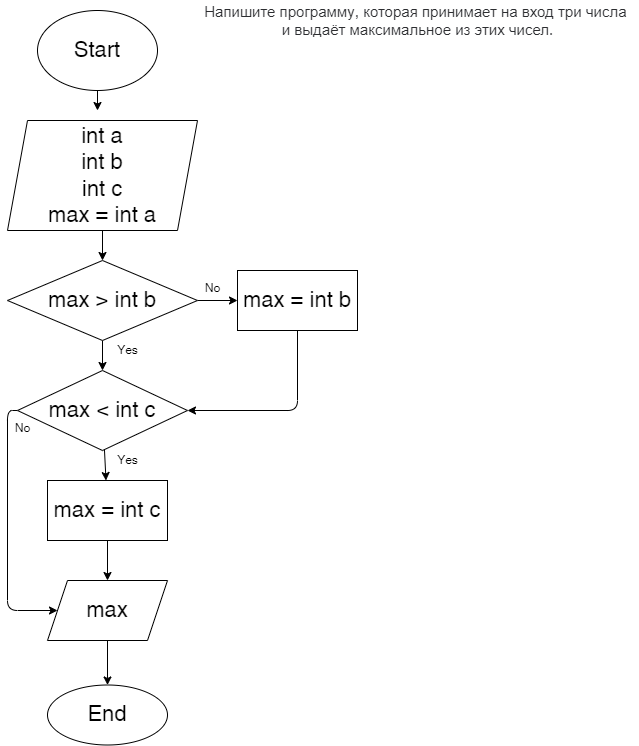 Напишите программу, которая принимает на вход три числа
и выдаёт максимальное из этих чисел.
Start
int a
int b
int c
max = int a
max > int b
No
max = int b
Yes
max < int c
No
Yes
max = int c
max
End